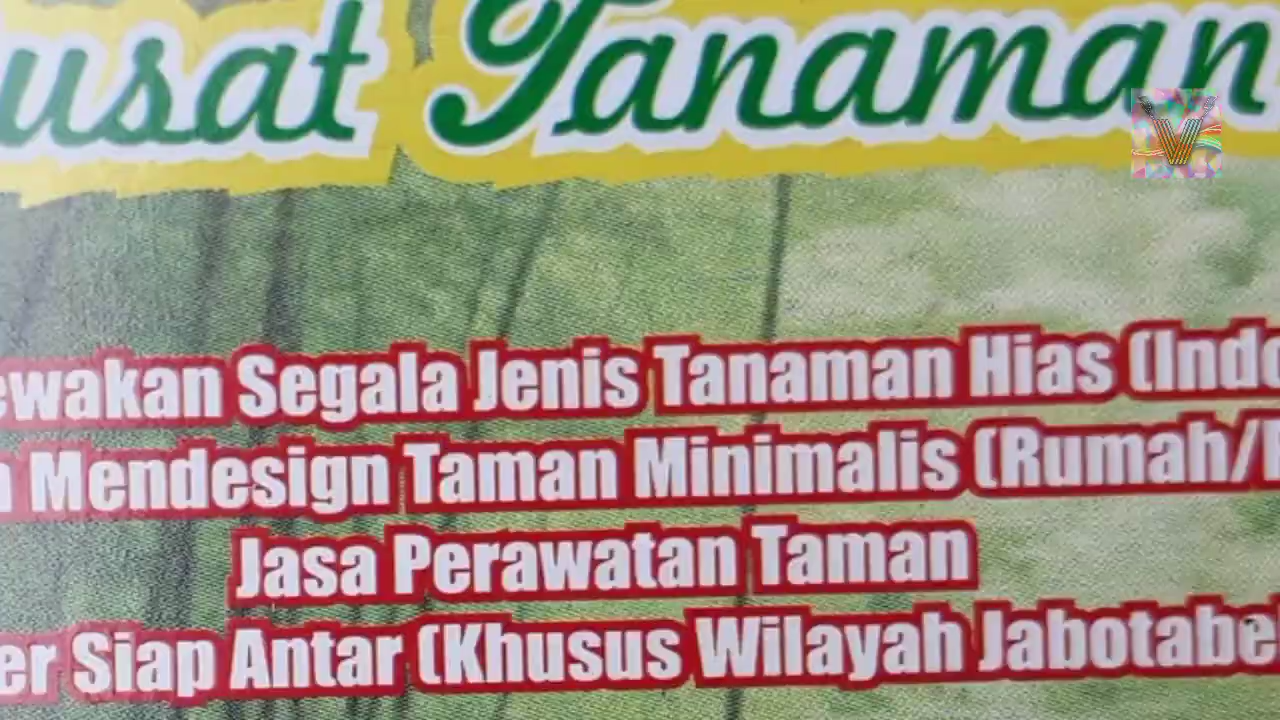 usat Tanaman
ewakan Segala Jenis Tanaman Hias (Indo
n Mendesign Taman Minimalis (Rumah/
Jasa Perawatan Taman
er Siap Antar (Khusus Wilayah Jabotabe